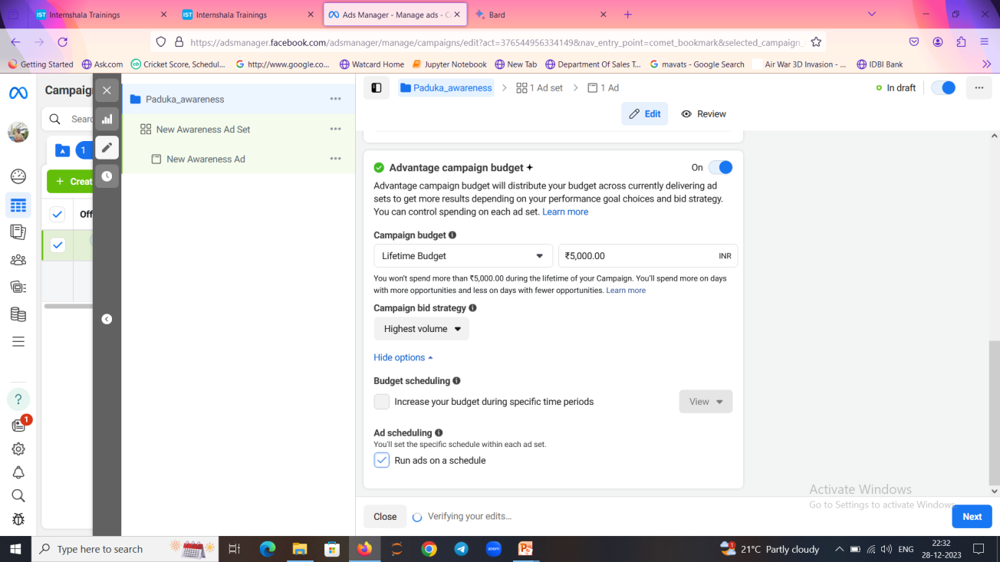 Internshala Trainings
Internshala Trainings
Ads Manager - Manage ads - C
Bard
https://adsmanager.facebook.com/adsmanager/manage/campaigns/edit?act=376544956334149&nav_entry_point=comet_bookmark&selected_campaign_
Getting Started
Ask.com
Cricket Score, Schedul...
http://www.google.co...
Watcard Home
Jupyter Notebook
New Tab
Department Of Sales T...
mavats - Google Search
Air War 3D Invasion - ...
IDBI Bank
Campaig
Searc
1
+ Creat
Off
Paduka_awareness
New Awareness Ad Set
New Awareness Ad
Paduka_awareness
1 Ad set
1 Ad
In draft
Edit
Review
Advantage campaign budget
On
Advantage campaign budget will distribute your budget across currently delivering ad
sets to get more results depending on your performance goal choices and bid strategy.
You can control spending on each ad set. Learn more
Campaign budget
Lifetime Budget
₹5,000.00
INR
You won't spend more than ₹5,000.00 during the lifetime of your Campaign. You'll spend more on days
with more opportunities and less on days with fewer opportunities. Learn more
Campaign bid strategy
Highest volume
Hide options
Budget scheduling
Increase your budget during specific time periods
View
Ad scheduling
You'll set the specific schedule within each ad set.
Run ads on a schedule
1
Activate Windows
Go to Settings to activate Windows.
Close
Verifying your edits...
Next
Type here to search
zoom
1
21°C Partly cloudy
ENG
22:32
28-12-2023